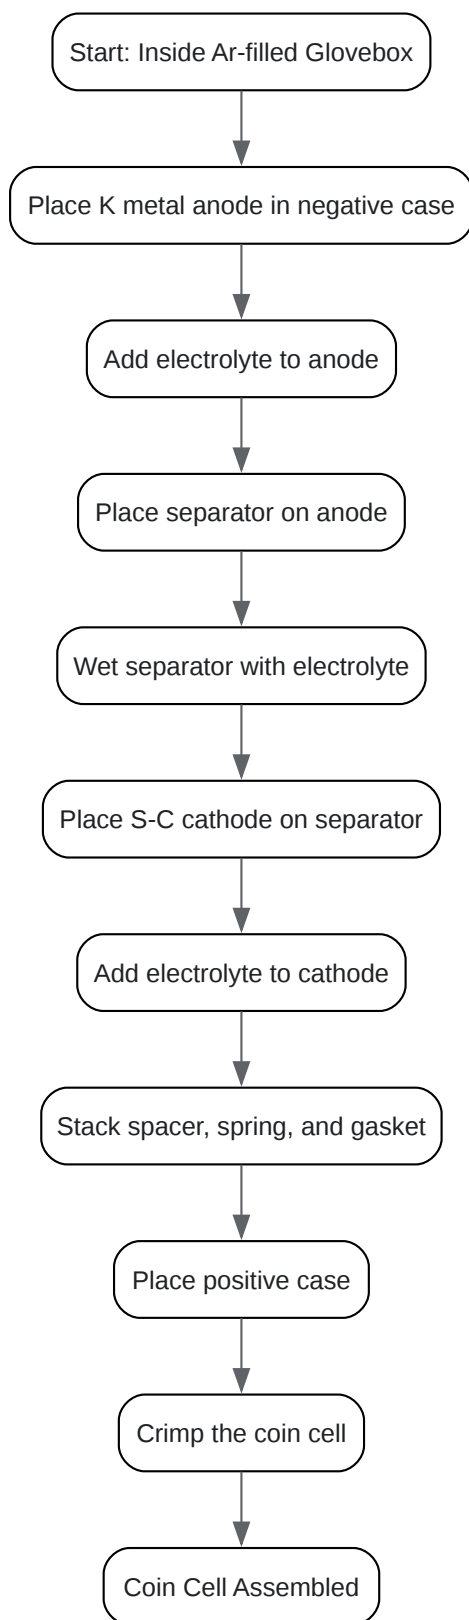 Start: Inside Ar-filled Glovebox
Place K metal anode in negative case
Add electrolyte to anode
Place separator on anode
Wet separator with electrolyte
Place S-C cathode on separator
Add electrolyte to cathode
Stack spacer, spring, and gasket
Place positive case
Crimp the coin cell
Coin Cell Assembled